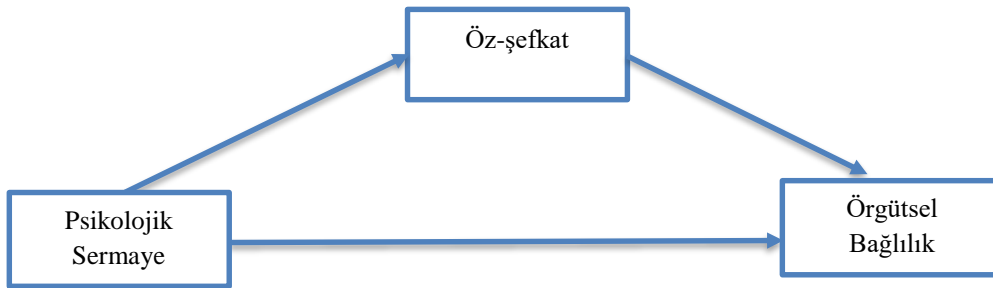 Öz-şefkat
Psikolojik
Sermaye
Örgütsel
Bağlılık